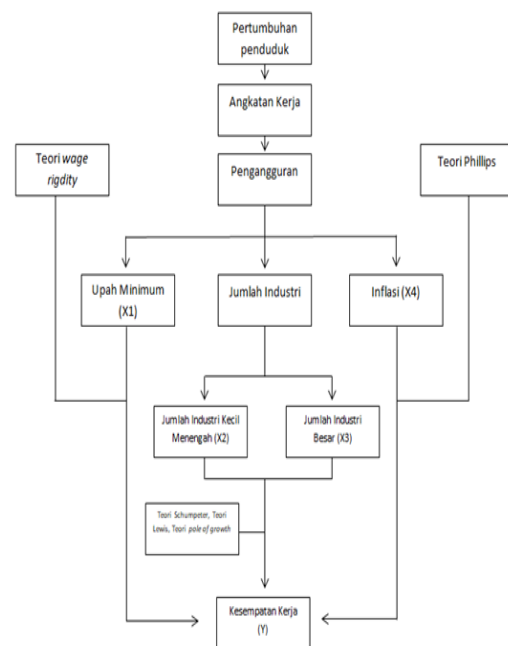 Pertumbuhan
penduduk
Angkatan Kerja
Teori wage
rigdity
Pengangguran
Teori Phillips
Upah Minimum
(X1)
Jumlah Industri
Inflasi (X4)
Jumlah Industri Kecil
Menengah (X2)
Jumlah Industri
Besar (X3)
Teori Schumpeter, Teori
Lewis, Teori pole of growth
Kesempatan Kerja
(Y)